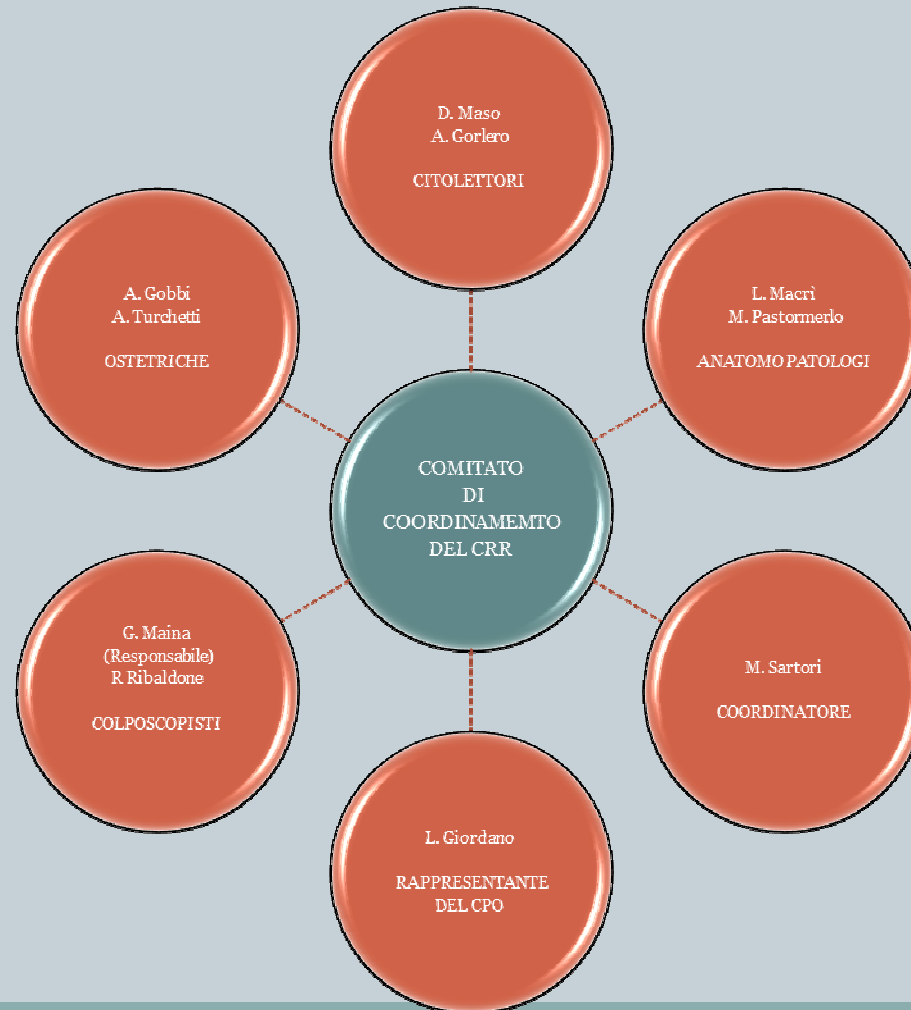 D. Maso
A. Gorlero
CITOLETTORI
A. Gobbi
A. Turchetti
OSTETRICHE
L. Macrì
M. Pastormerlo
ANATOMO PATOLOGI
COMITATO
DI
COORDINAMEMTO
DEL CRR
G. Maina
(Responsabile)
R Ribaldone
COLPOSCOPISTI
M. Sartori
COORDINATORE
L. Giordano
RAPPRESENTANTE
DEL CPO